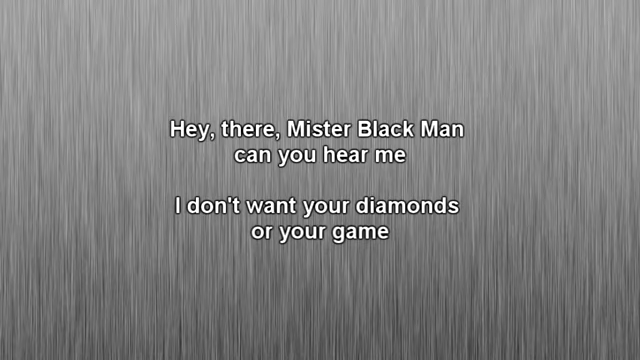 Hey, there, Mister Black Man
can you hear me
I don't want your diamonds
or your game